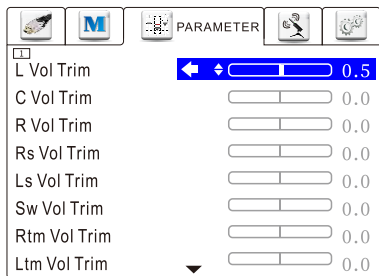 M PARAMETER
1
L Vol Trim 0.5
C Vol Trim 0.0
R Vol Trim 0.0
Rs Vol Trim 0.0
Ls Vol Trim 0.0
Sw Vol Trim 0.0
Rtm Vol Trim 0.0
Ltm Vol Trim 0.0